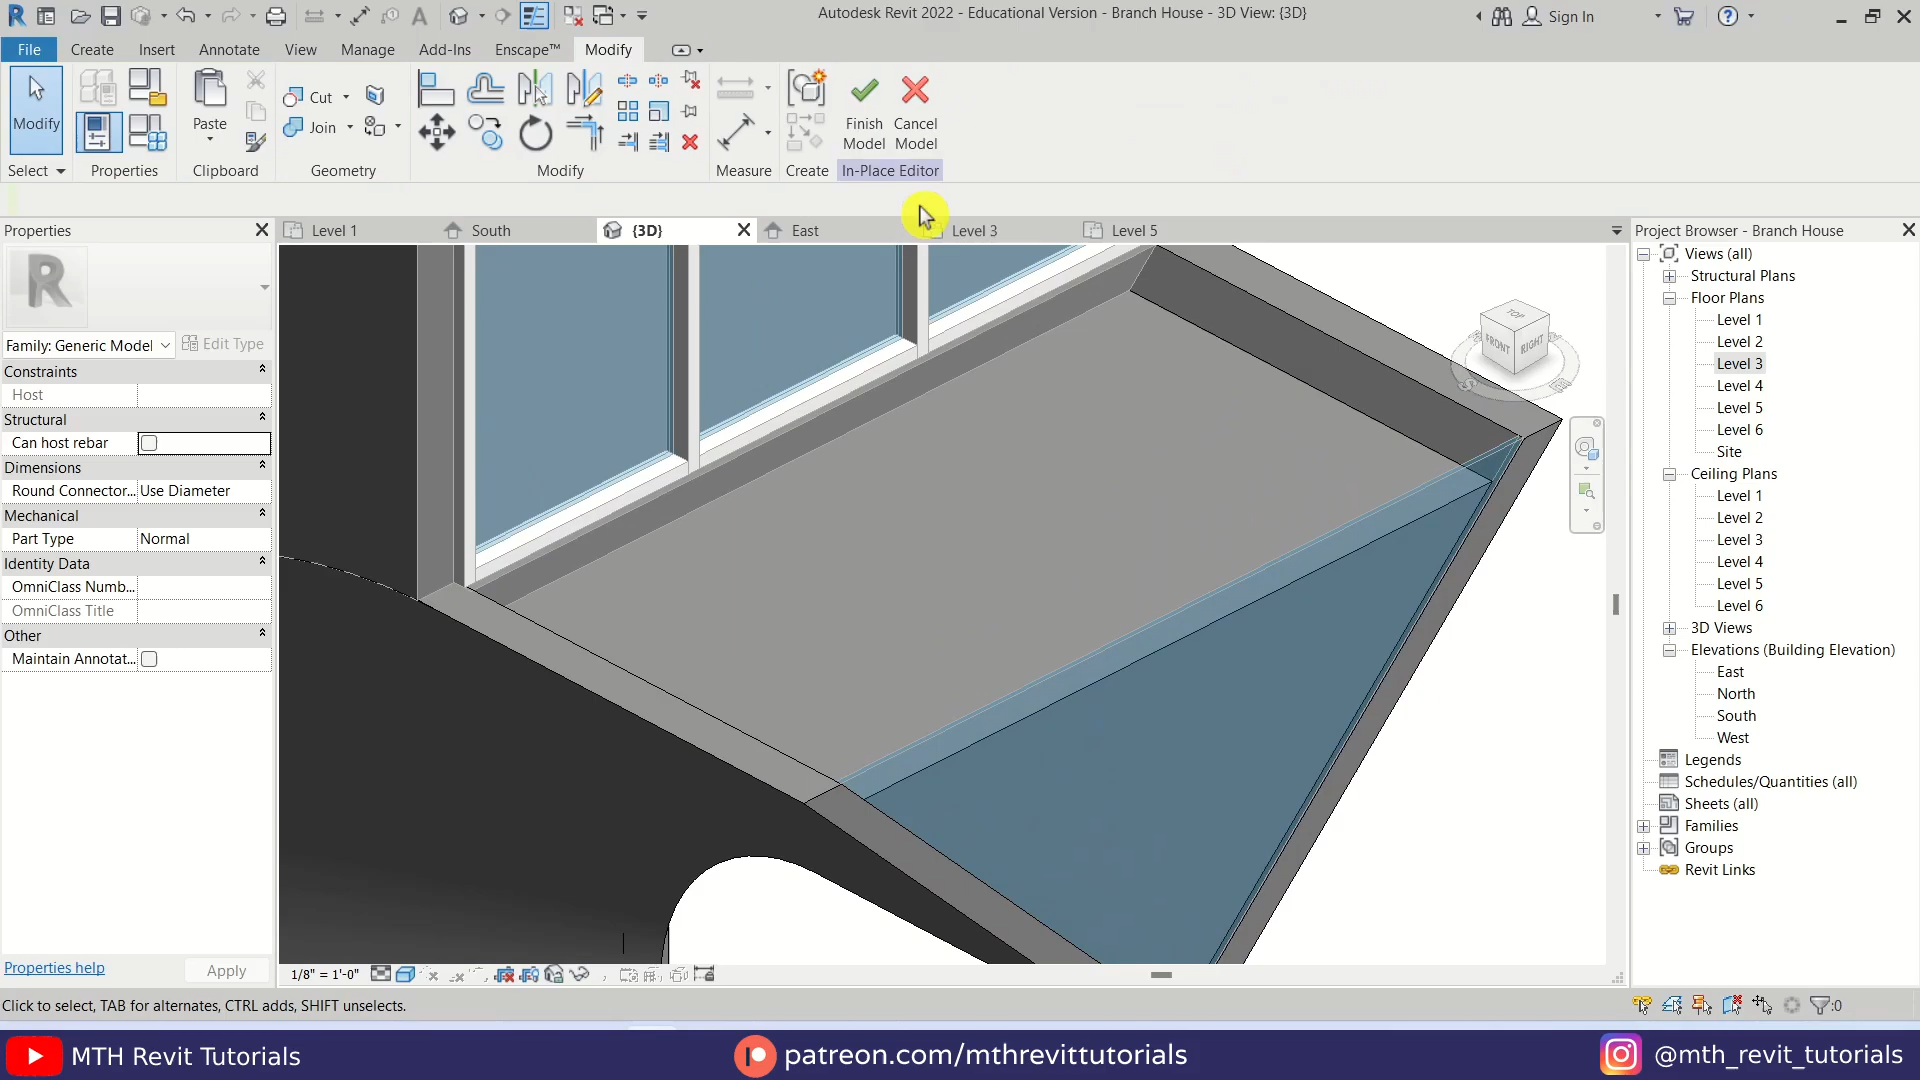 Autodesk Revit 2022 - Educational Version - Branch House - 3D View: {3D}
Sign In
File Create Insert Annotate View Manage Add-Ins Enscape™ Modify
Modify
Paste
Cut
Join
Finish Model
Cancel Model
Select Properties Clipboard Geometry Modify Measure Create In-Place Editor
Properties
Level 1 South {3D} East Level 3 Level 5
Project Browser - Branch House
R
Family: Generic Model
Edit Type
Constraints
Host
Structural
Can host rebar
Dimensions
Round Connector... Use Diameter
Mechanical
Part Type Normal
Identity Data
OmniClass Numb...
OmniClass Title
Other
Maintain Annotat...
Properties help
Apply
TOP
FRONT
RIGHT
Views (all)
Structural Plans
Floor Plans
Level 1
Level 2
Level 3
Level 4
Level 5
Level 6
Site
Ceiling Plans
Level 1
Level 2
Level 3
Level 4
Level 5
Level 6
3D Views
Elevations (Building Elevation)
East
North
South
West
Legends
Schedules/Quantities (all)
Sheets (all)
Families
Groups
Revit Links
1/8" = 1'-0"
Click to select, TAB for alternates, CTRL adds, SHIFT unselects.
:0
MTH Revit Tutorials
patreon.com/mthrevittutorials
@mth_revit_tutorials